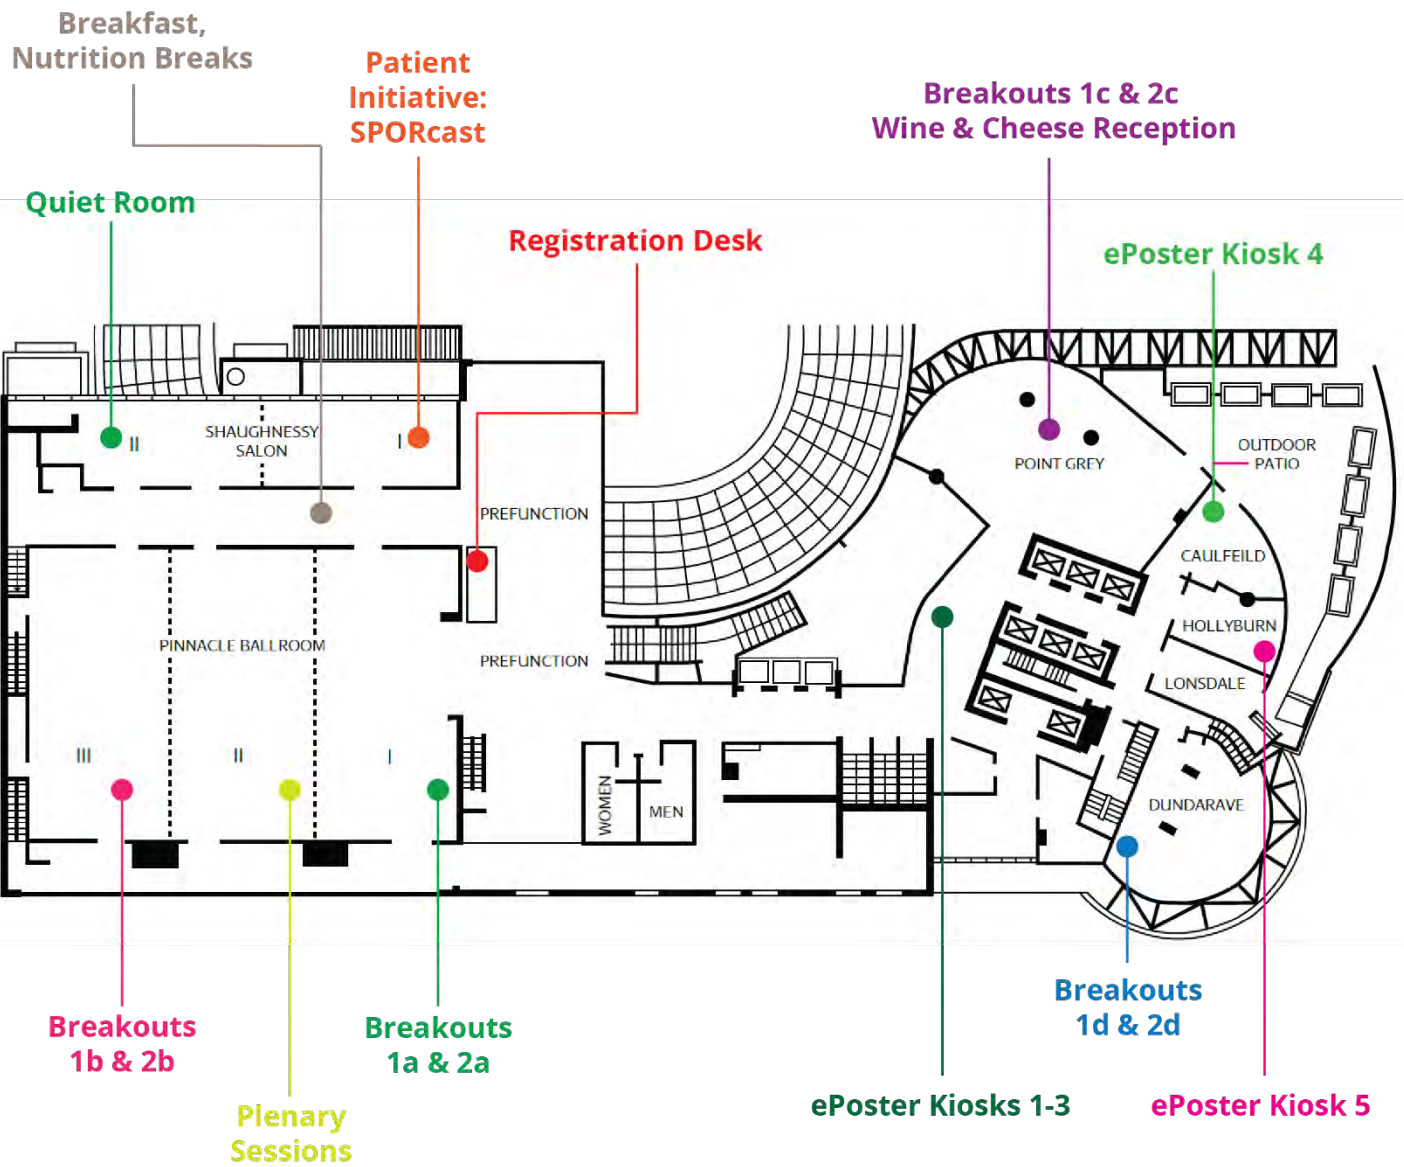 Breakfast,
Nutrition Breaks
Patient
Initiative:
SPORcast
Breakouts 1c & 2c
Wine & Cheese Reception
Quiet Room
Registration Desk
ePoster Kiosk 4
II
SHAUGHNESSY
SALON
I
POINT GREY
OUTDOOR
PATIO
PREFUNCTION
CAULFEILD
HOLLYBURN
PINNACLE BALLROOM
PREFUNCTION
LONSDALE
III
II
I
WOMEN
MEN
DUNDARAVE
Breakouts
1b & 2b
Breakouts
1a & 2a
Plenary
Sessions
Breakouts
1d & 2d
ePoster Kiosks 1-3
ePoster Kiosk 5